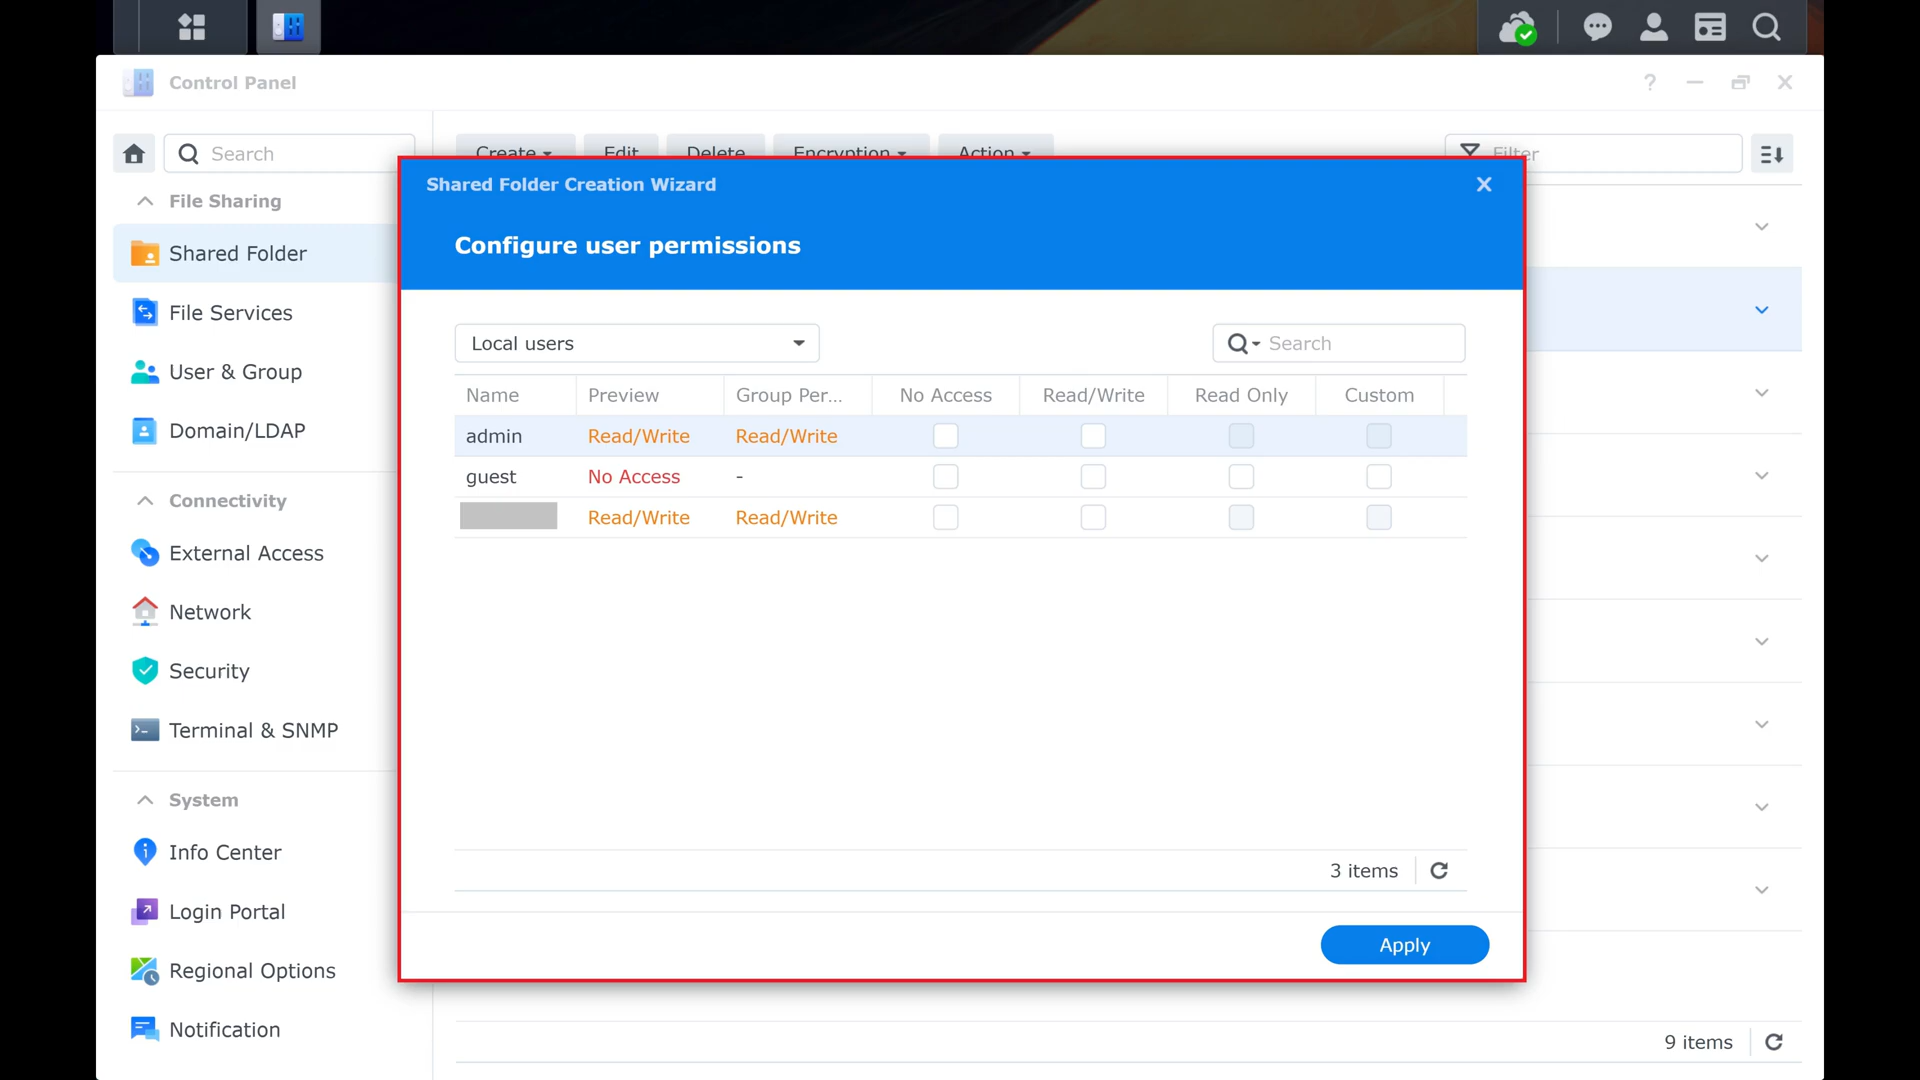 Control Panel
Search
Create
Edit
Delete
Encryption
Action
Filter
File Sharing
Shared Folder
File Services
User & Group
Domain/LDAP
Connectivity
External Access
Network
Security
Terminal & SNMP
System
Info Center
Login Portal
Regional Options
Notification
Shared Folder Creation Wizard
Configure user permissions
Local users
Search
Name Preview Group Per... No Access Read/Write Read Only Custom
admin Read/Write Read/Write
guest No Access -
Read/Write Read/Write
3 items
Apply
9 items